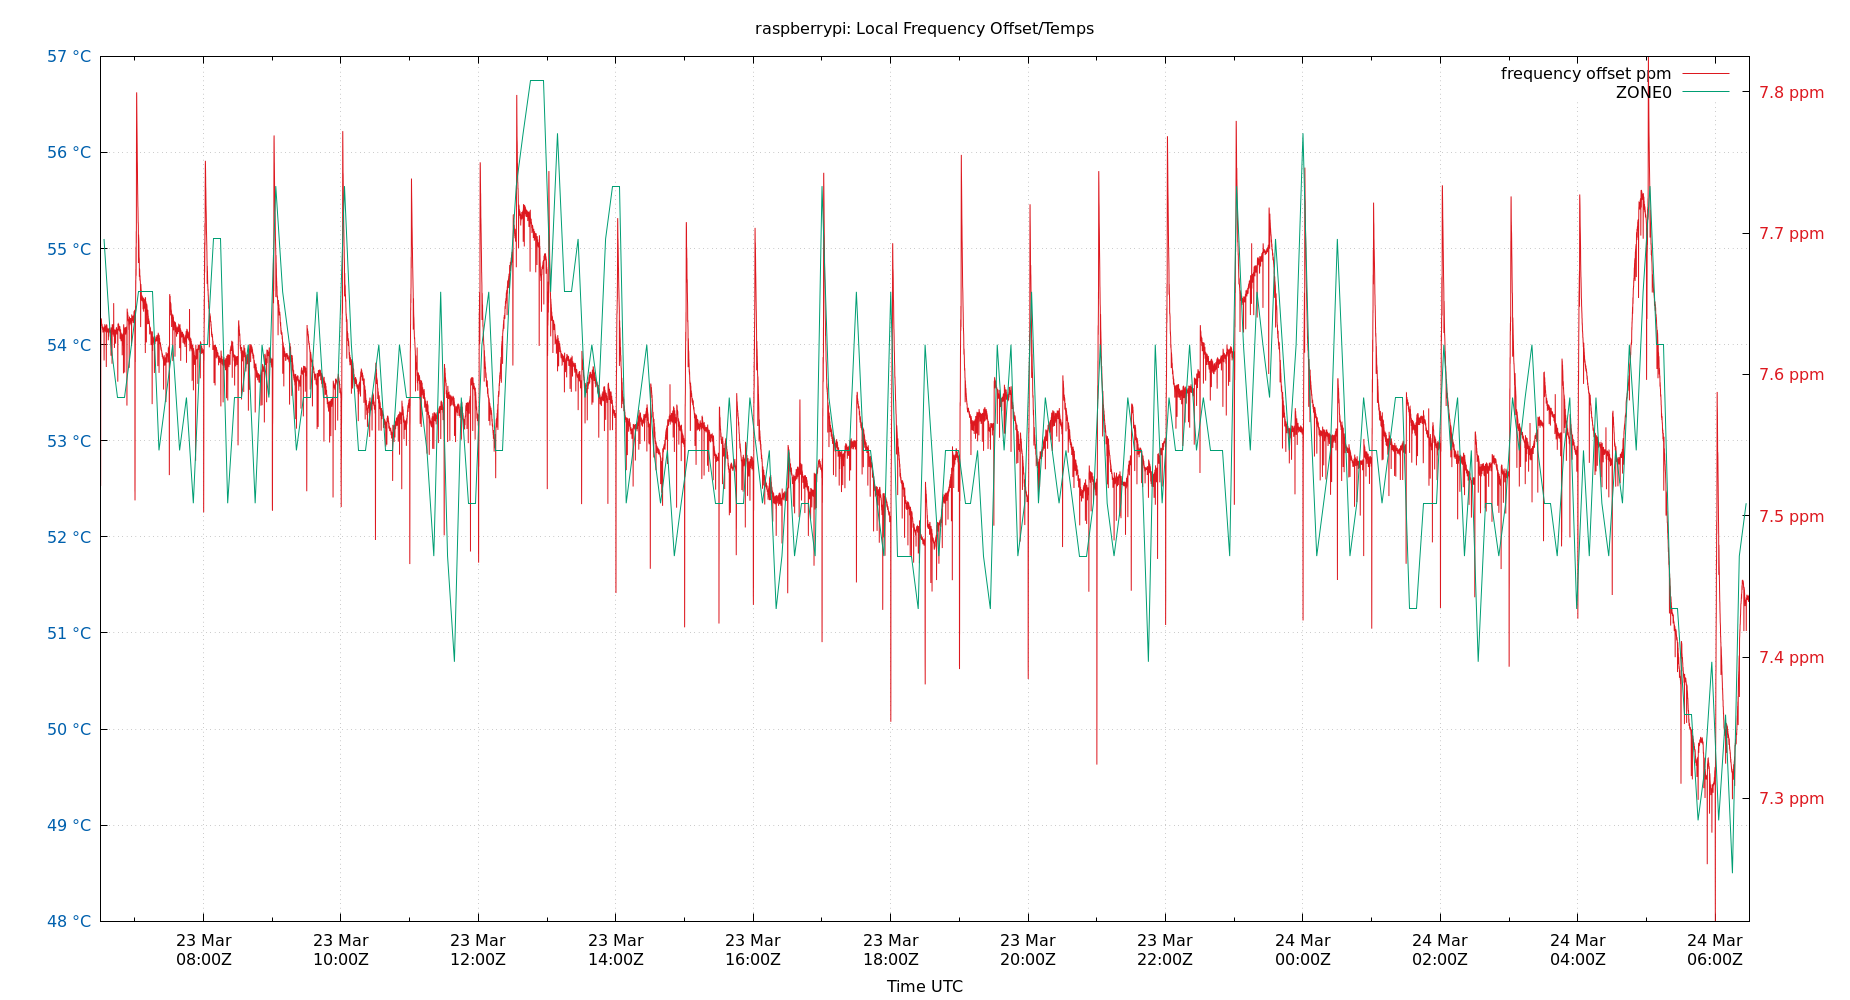 raspberrypi: Local Frequency Offset/Temps
frequency offset ppm
ZONE0
57 °C
56 °C
55 °C
54 °C
53 °C
52 °C
51 °C
50 °C
49 °C
48 °C
7.8 ppm
7.7 ppm
7.6 ppm
7.5 ppm
7.4 ppm
7.3 ppm
23 Mar 23 Mar 23 Mar 23 Mar 23 Mar 23 Mar 23 Mar 23 Mar 24 Mar 24 Mar 24 Mar 24 Mar
08:00Z 10:00Z 12:00Z 14:00Z 16:00Z 18:00Z 20:00Z 22:00Z 00:00Z 02:00Z 04:00Z 06:00Z
Time UTC